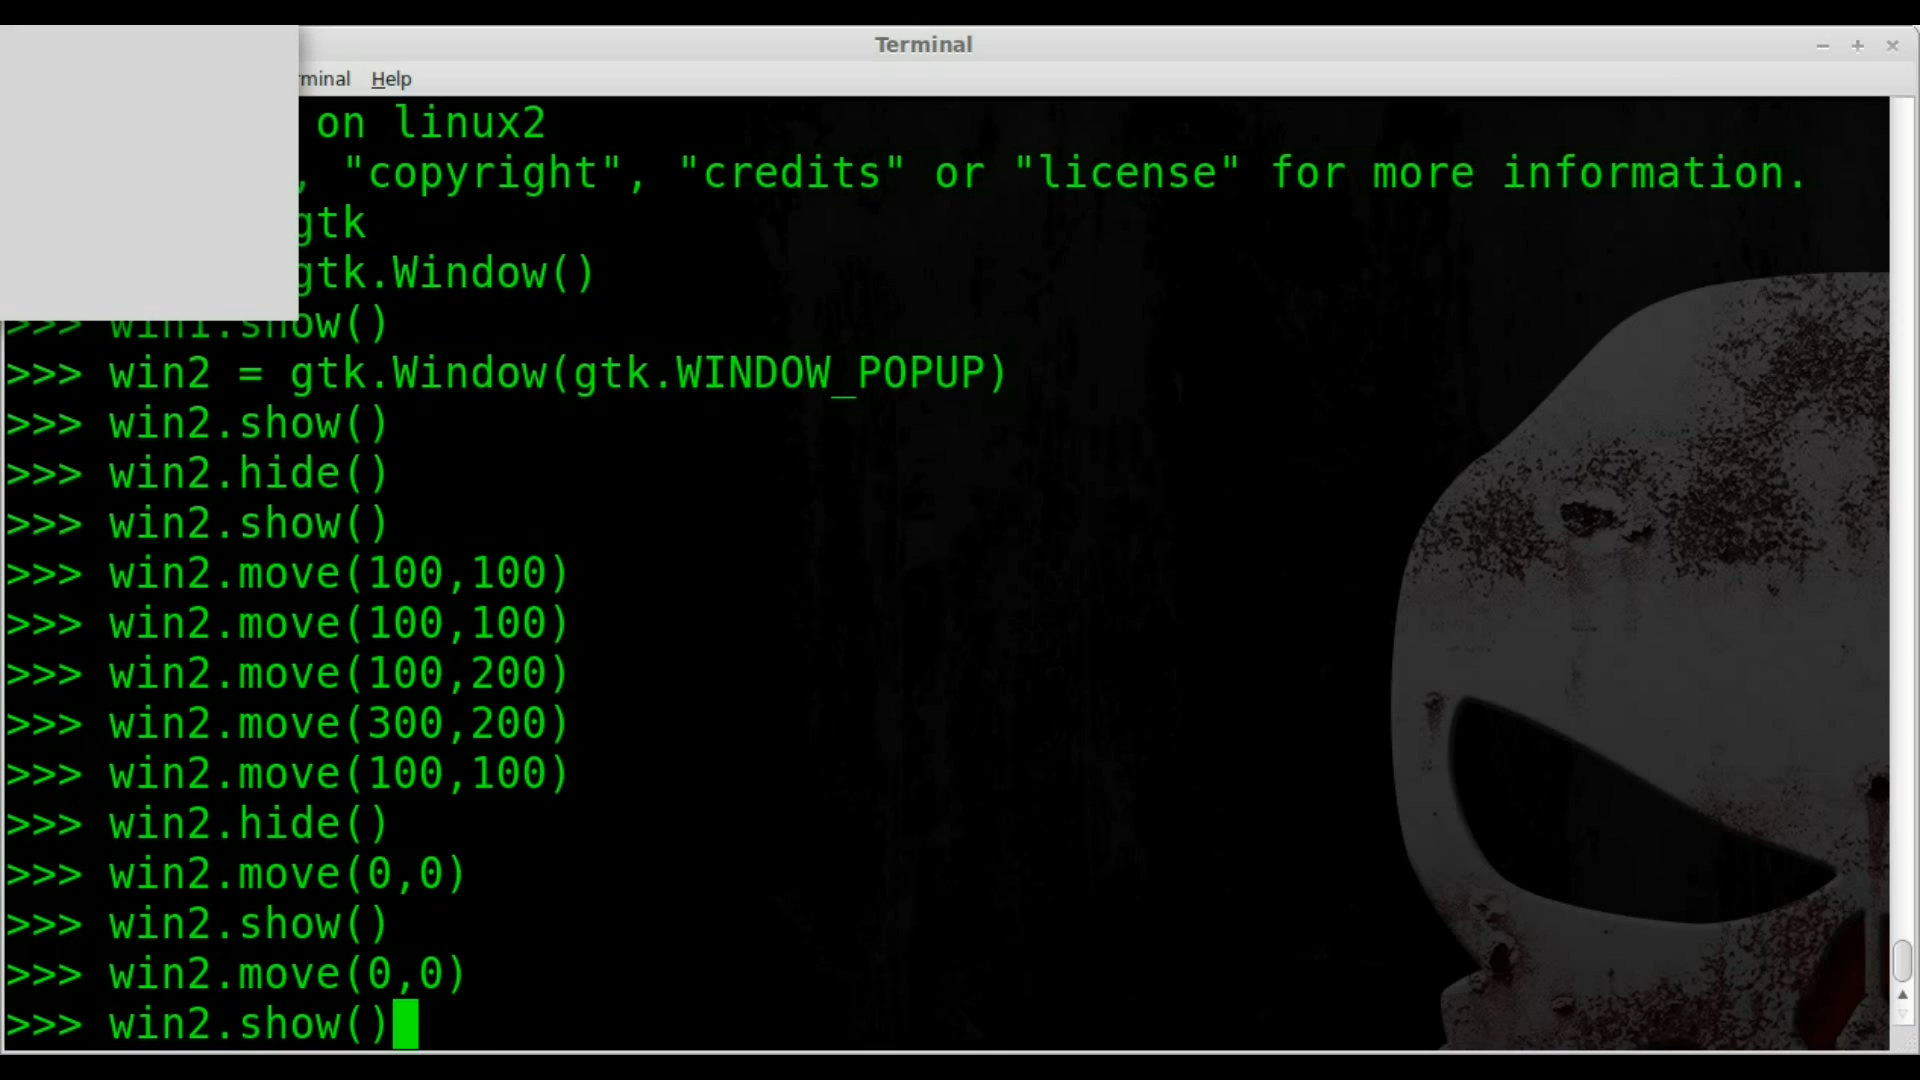 Terminal
minal Help
on linux2
, "copyright", "credits" or "license" for more information.
gtk
gtk.Window()
>>> win1.show()
>>> win2 = gtk.Window(gtk.WINDOW_POPUP)
>>> win2.show()
>>> win2.hide()
>>> win2.show()
>>> win2.move(100,100)
>>> win2.move(100,100)
>>> win2.move(100,200)
>>> win2.move(300,200)
>>> win2.move(100,100)
>>> win2.hide()
>>> win2.move(0,0)
>>> win2.show()
>>> win2.move(0,0)
>>> win2.show()